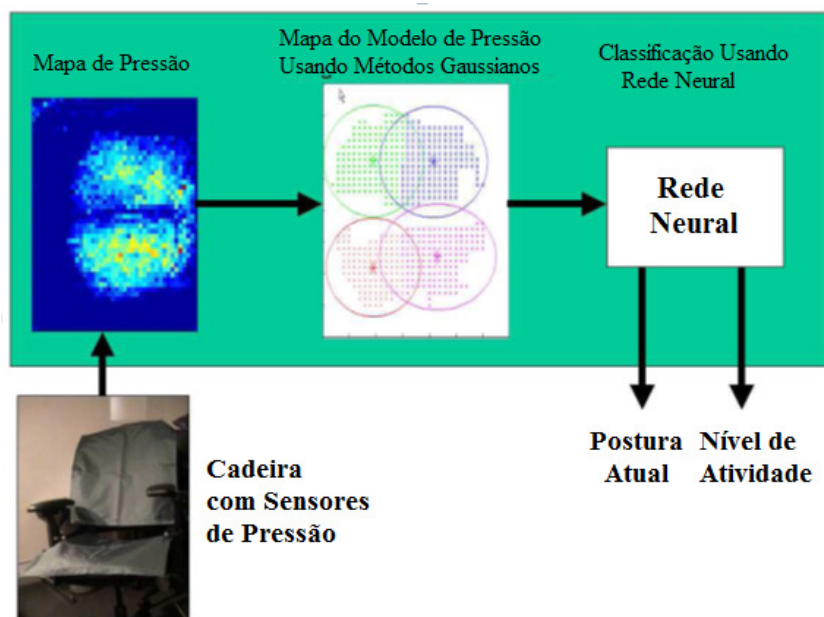 Mapa de Pressão
Mapa do Modelo de Pressão
Usando Métodos Gaussianos
Classificação Usando
Rede Neural
Rede
Neural
Postura
Atual
Nível de
Atividade
Cadeira
com Sensores
de Pressão